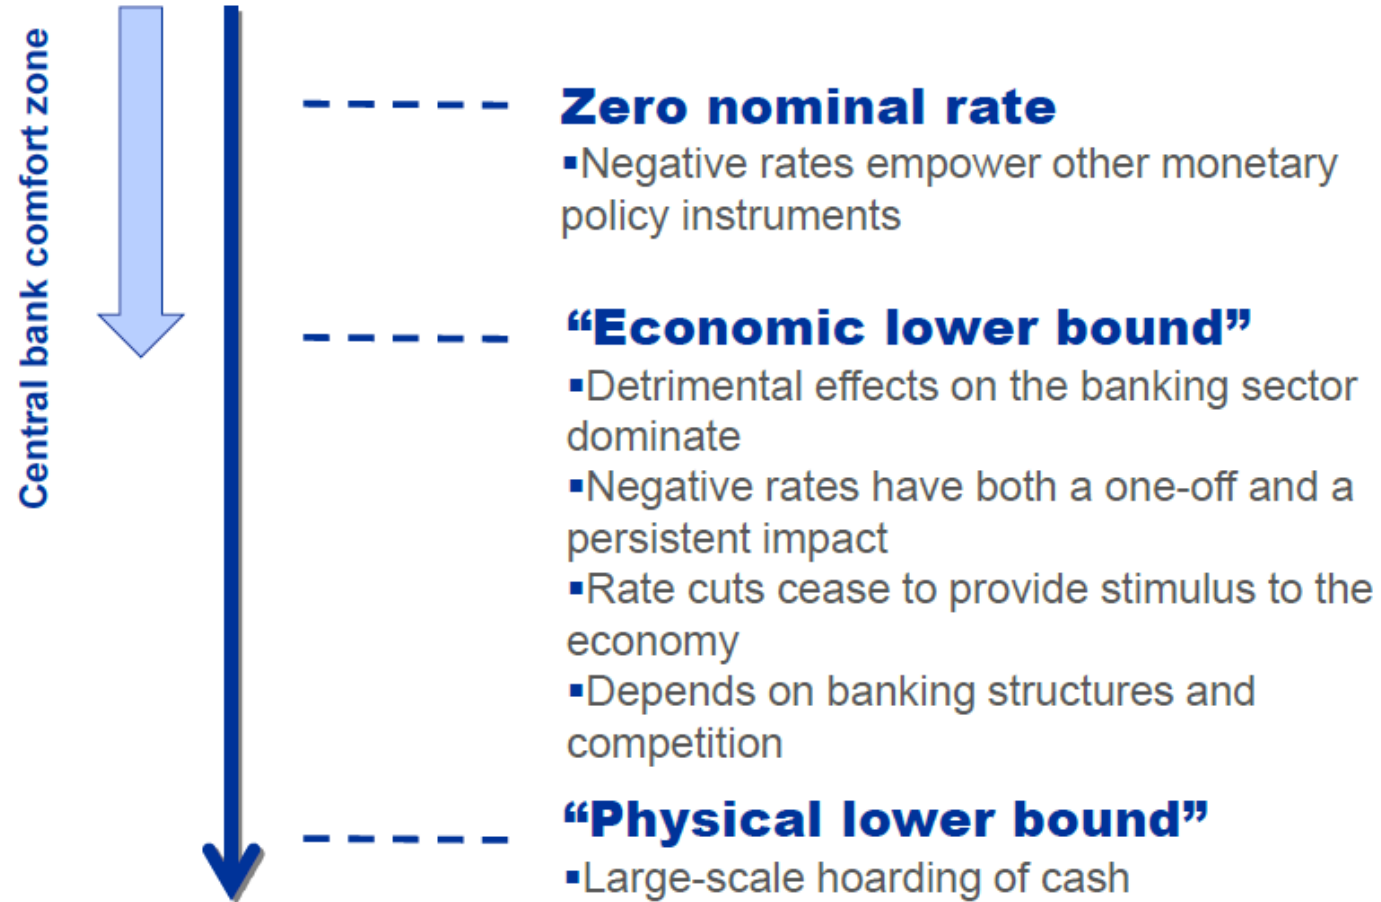 Central bank comfort zone
Zero nominal rate
▪Negative rates empower other monetary
policy instruments
“Economic lower bound”
▪Detrimental effects on the banking sector
dominate
▪Negative rates have both a one-off and a
persistent impact
▪Rate cuts cease to provide stimulus to the
economy
▪Depends on banking structures and
competition
“Physical lower bound”
▪Large-scale hoarding of cash